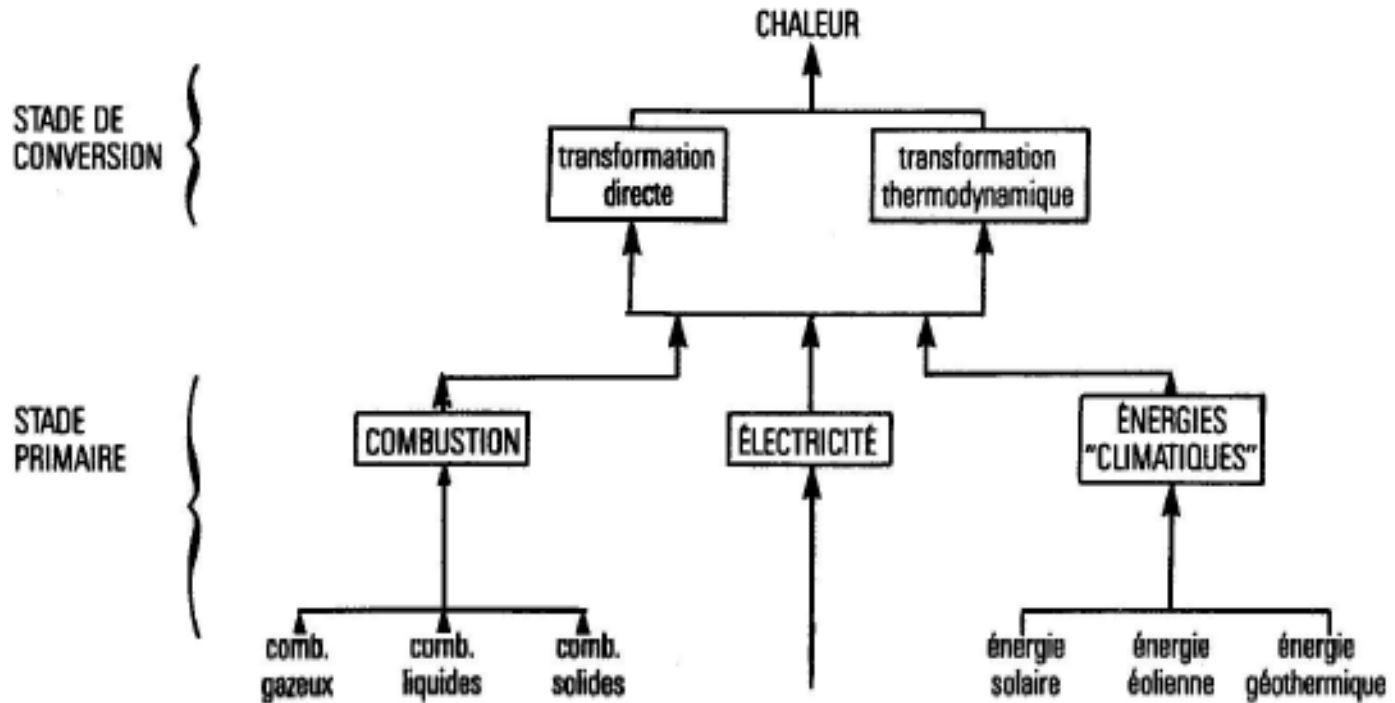 CHALEUR
STADE DE
CONVERSION
transformation
directe
transformation
thermodynamique
STADE
PRIMAIRE
COMBUSTION
ÉLECTRICITÉ
ÉNERGIES
"CLIMATIQUES"
comb.
gazeux
comb.
liquides
comb.
solides
énergie
solaire
énergie
éolienne
énergie
géothermique